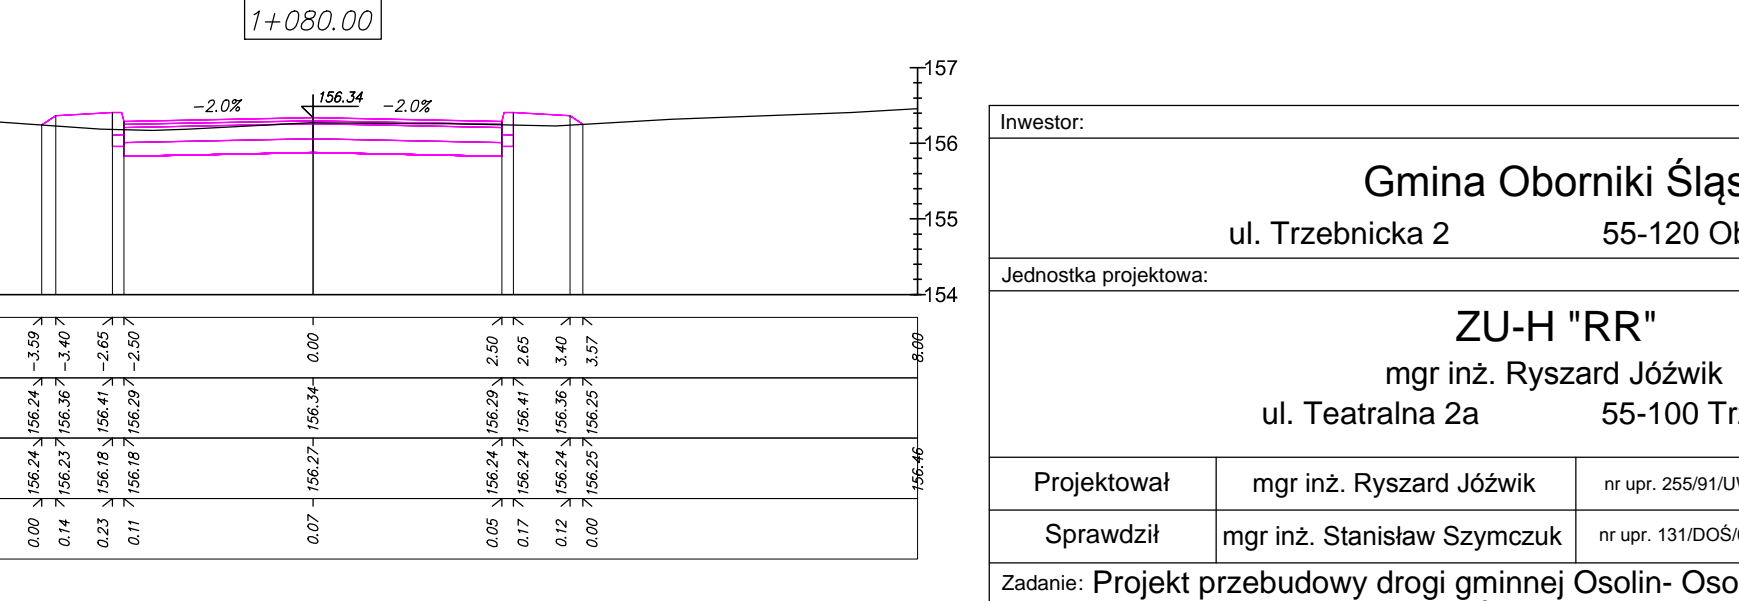 1+080.00
-2.0% 156.34 -2.0%
157
156
155
154
-3.59 -3.40 -2.65 -2.50 0.00 2.50 2.65 3.40 3.57 8.00
156.24 156.36 156.41 156.29 156.34 156.29 156.41 156.36 156.25
156.24 156.23 156.18 156.18 156.27 156.24 156.24 156.24 156.25 156.46
0.00 0.14 0.23 0.11 0.07 0.05 0.17 0.12 0.00
Inwestor:
Gmina Oborniki Ślą
ul. Trzebnicka 2 55-120 O
Jednostka projektowa:
ZU-H "RR"
mgr inż. Ryszard Jóźwik
ul. Teatralna 2a 55-100 Tr
Projektował mgr inż. Ryszard Jóźwik nr upr. 255/91/U
Sprawdził mgr inż. Stanisław Szymczuk nr upr. 131/DOŚ/
Zadanie: Projekt przebudowy drogi gminnej Osolin- Oso